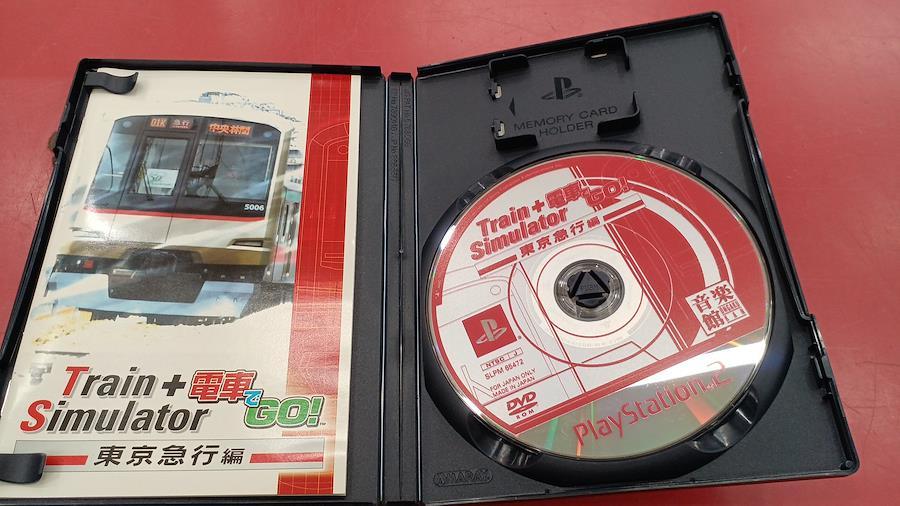 01K 急行 中央林間
5006
Train + 電車でGO!
Simulator
東京急行編
MEMORY CARD
HOLDER
Train + 電車でGO!
Simulator
東京急行編
音楽館
NTSC J
SLPM 65472
FOR JAPAN ONLY
MADE IN JAPAN
DVD
ROM
PlayStation 2
AMARAY